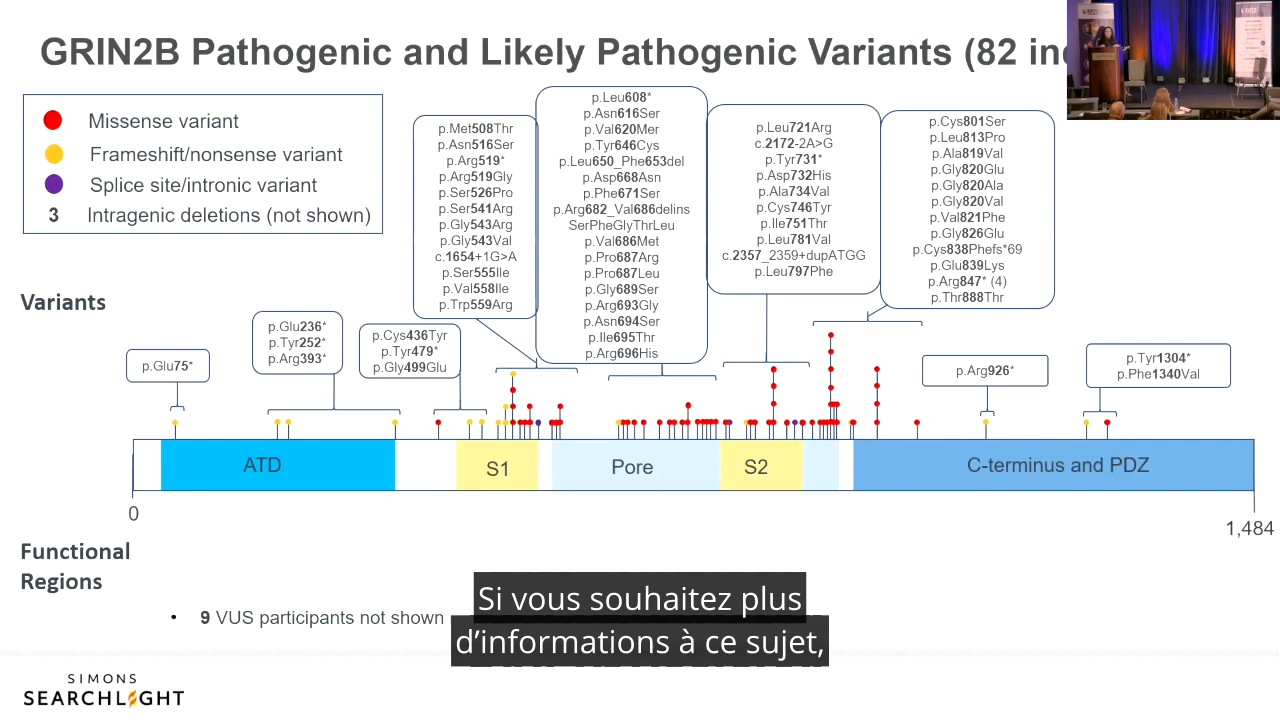 GRIN2B Pathogenic and Likely Pathogenic Variants (82 in
Missense variant
Frameshift/nonsense variant
Splice site/intronic variant
3 Intragenic deletions (not shown)
Variants
p.Glu75*
p.Glu236*
p.Tyr252*
p.Arg393*
p.Cys436Tyr
p.Tyr479*
p.Gly499Glu
p.Met508Thr
p.Asn516Ser
p.Arg519*
p.Arg519Gly
p.Ser526Pro
p.Ser541Arg
p.Gly543Arg
p.Gly543Val
c.1654+1G>A
p.Ser555Ile
p.Val558Ile
p.Trp559Arg
p.Leu608*
p.Asn616Ser
p.Val620Mer
p.Tyr646Cys
p.Leu650_Phe653del
p.Asp668Asn
p.Phe671Ser
p.Arg682_Val686delins
SerPheGlyThrLeu
p.Val686Met
p.Pro687Arg
p.Pro687Leu
p.Gly689Ser
p.Arg693Gly
p.Asn694Ser
p.Ile695Thr
p.Arg696His
p.Leu721Arg
c.2172-2A>G
p.Tyr731*
p.Asp732His
p.Ala734Val
p.Cys746Tyr
p.Ile751Thr
p.Leu781Val
c.2357_2359+dupATGG
p.Leu797Phe
p.Cys801Ser
p.Leu813Pro
p.Ala819Val
p.Gly820Glu
p.Gly820Ala
p.Gly820Val
p.Val821Phe
p.Gly826Glu
p.Cys838Phefs*69
p.Glu839Lys
p.Arg847* (4)
p.Thr888Thr
p.Arg926*
p.Tyr1304*
p.Phe1340Val
ATD
S1
Pore
S2
C-terminus and PDZ
0
1,484
Functional
Regions
• 9 VUS participants not shown
Si vous souhaitez plus
d'informations à ce sujet,
SIMONS
SEARCHLIGHT